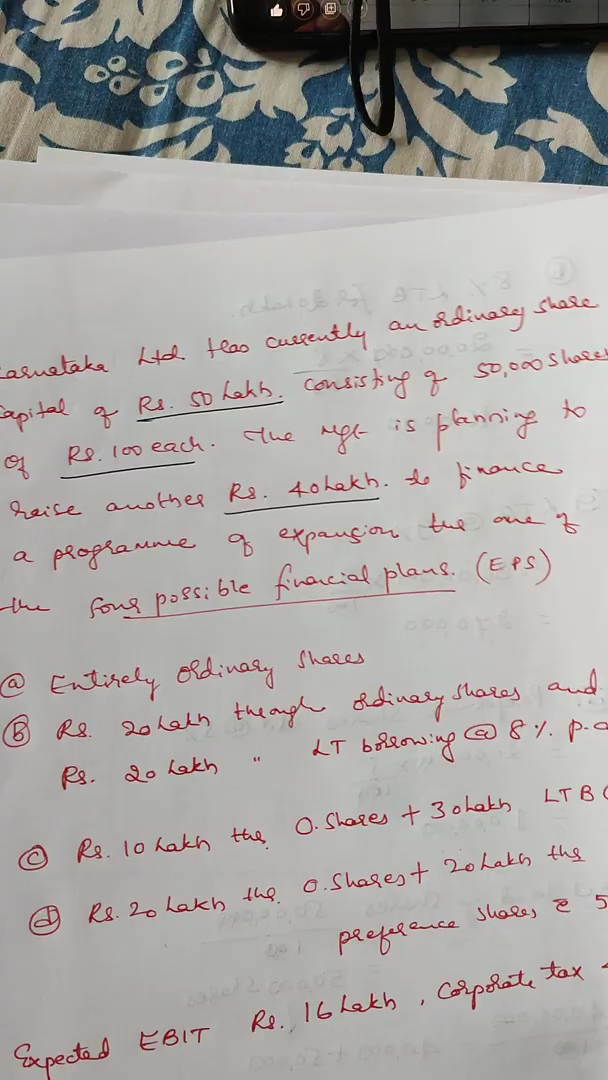 Karnataka Ltd has currently an ordinary share
Capital of Rs. 50 Lakh. Consisting of 50,000 Shares
of Rs. 100 each. The mgt is planning to
raise another Rs. 40 Lakh. to finance
a programme of expansion thr one of
the four possible financial plans. (EPS)
(a) Entirely Ordinary Shares
(B) Rs. 20 Lakh through ordinary shares and
Rs. 20 Lakh " LT borrowing @ 8 % p.a
(c) Rs. 10 Lakh thr. O. Shares + 30 Lakh LTB (
(d) Rs. 20 Lakh thr. O. Shares + 20 Lakh thr
preference shares @ 5
Expected EBIT Rs. 16 Lakh, Corporate tax